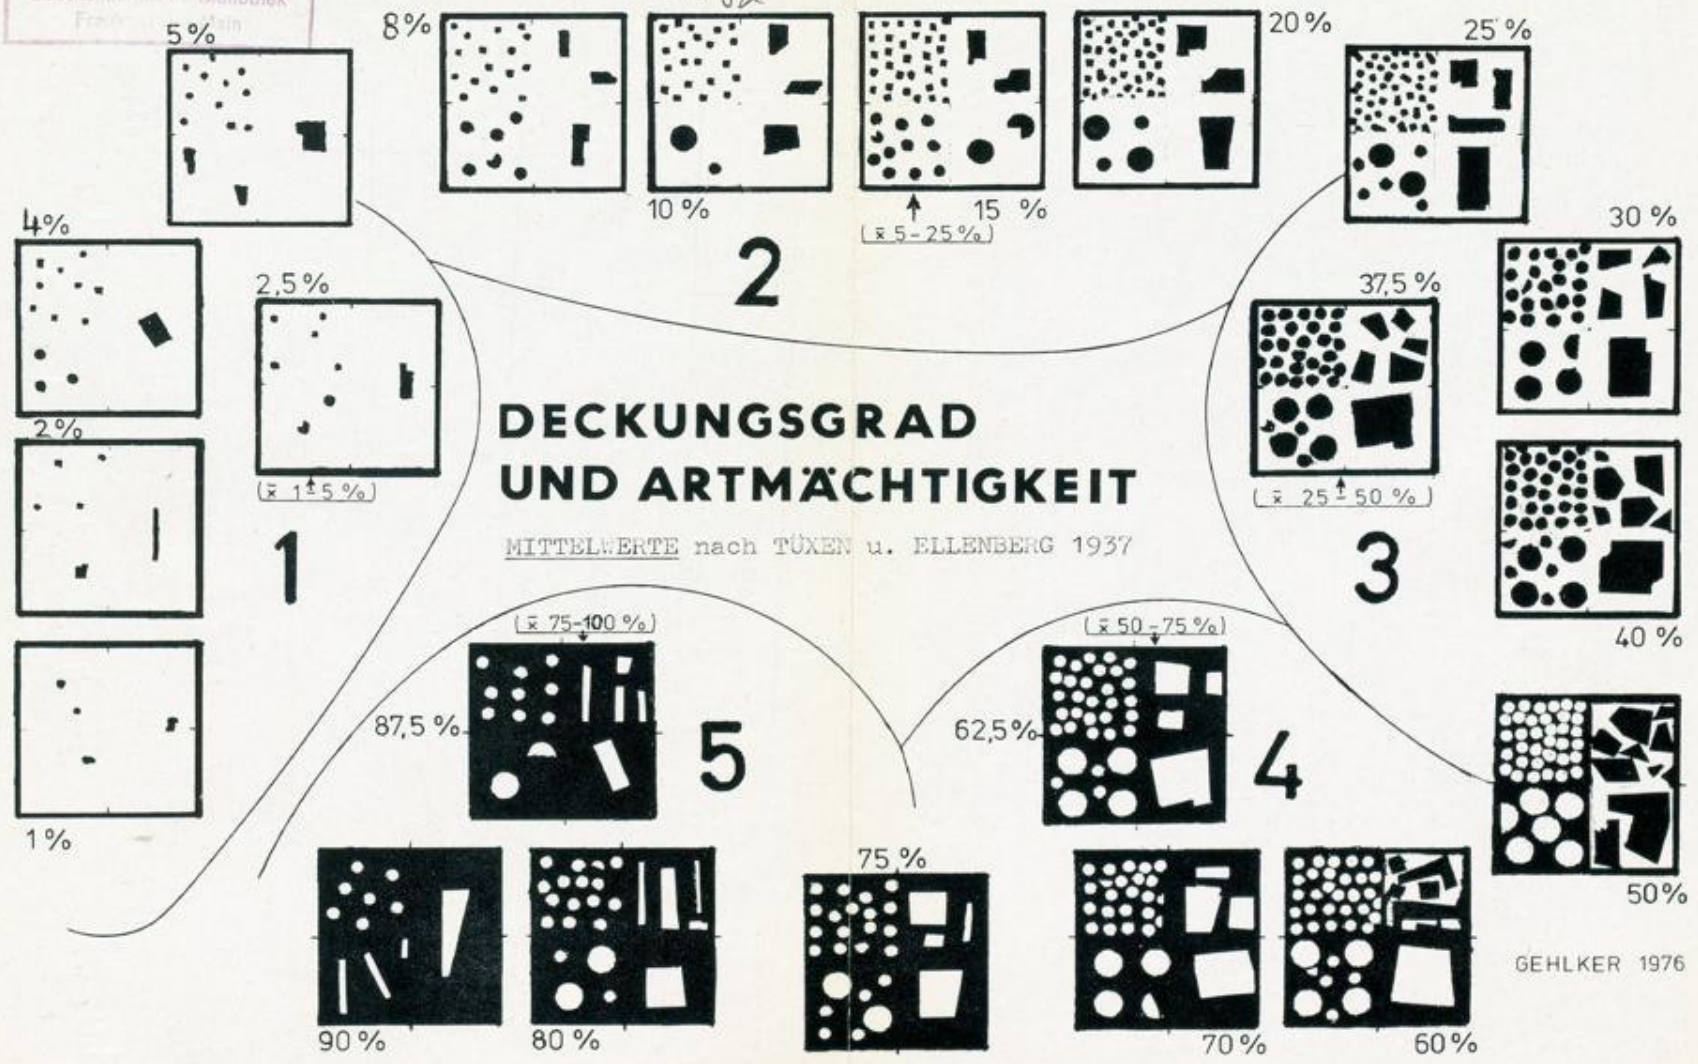 5%
8%
20%
25%
10%
15 %
(x̄ 5-25%)
2
4%
2,5%
30%
37,5%
(x̄ 1-5%)
DECKUNGSGRAD
UND ARTMÄCHTIGKEIT
MITTELWERTE nach TÜXEN u. ELLENBERG 1937
(x̄ 25-50%)
2%
1
3
40%
(x̄ 75-100%)
(x̄ 50-75%)
87,5%
5
62,5%
4
1%
75%
50%
GEHLKER 1976
90%
80%
70%
60%